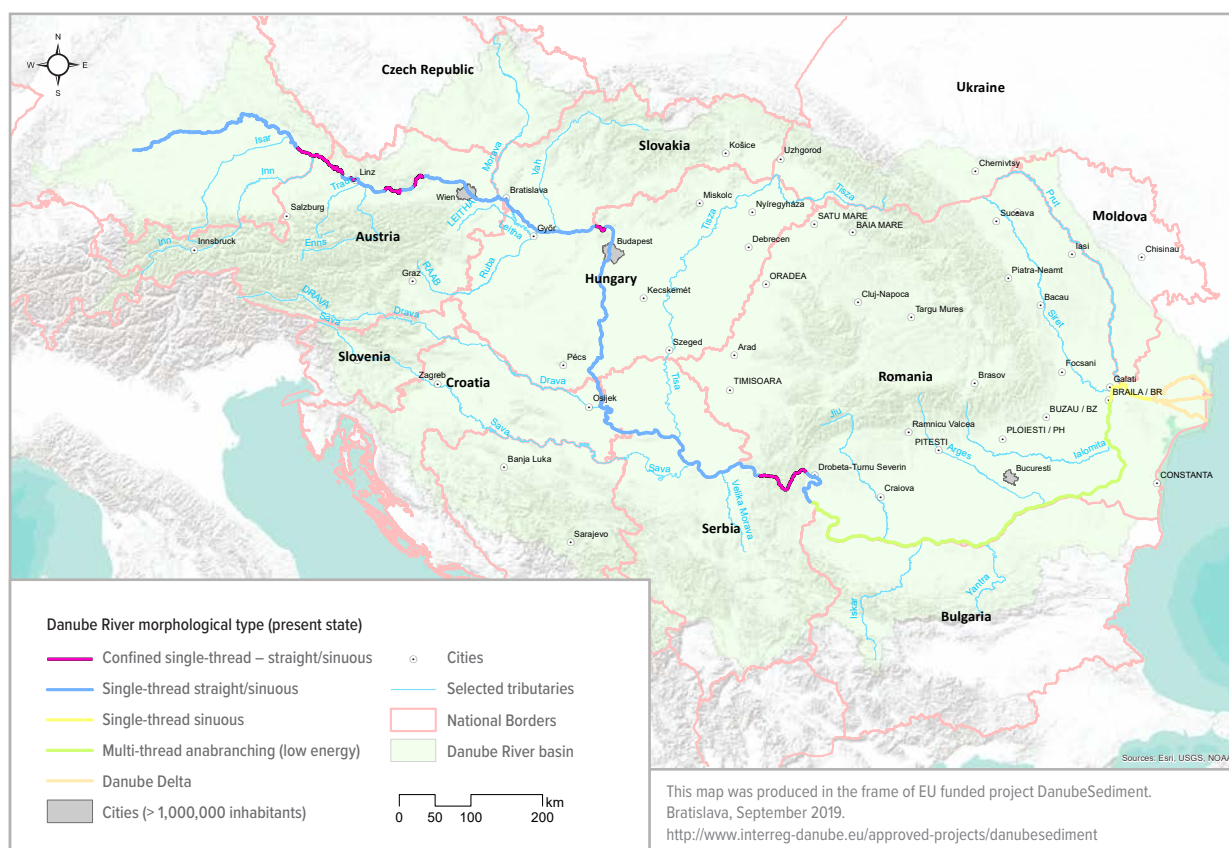 N
W
E
S
Czech Republic
Ukraine
Slovakia
Moldova
Austria
Hungary
Slovenia
Croatia
Romania
Serbia
Bulgaria
Isar
Inn
Inn
Linz
Salzburg
Innsbruck
Enns
Wien
LEITHA
Leitha
Morava
Vah
Bratislava
Győr
Graz
RAAB
Ruba
Budapest
Košice
Uzhgorod
Miskolc
Nyíregyháza
Tisza
Tisza
Debrecen
SATU MARE
BAIA MARE
ORADEA
Kecskemét
Chernivtsy
Suceava
Prut
Iasi
Chisinau
Piatra-Neamt
Bacau
Siret
Cluj-Napoca
Targu Mures
DRAVA
Sava
Drava
Pécs
Szeged
Arad
Zagreb
Drava
Osijek
Tisa
TIMISOARA
Brasov
Focsani
Galati
BRAILA / BR
BUZAU / BZ
Jiu
Ramnicu Valcea
PITESTI
PLOIESTI / PH
Arges
Ialomita
Sava
Banja Luka
Sava
Velika Morava
Drobeta-Turnu Severin
Craiova
Bucuresti
CONSTANTA
Sarajevo
Iskar
Yantra
Danube River morphological type (present state)
Confined single-thread – straight/sinuous
Single-thread straight/sinuous
Single-thread sinuous
Multi-thread anabranching (low energy)
Danube Delta
Cities (> 1,000,000 inhabitants)
Cities
Selected tributaries
National Borders
Danube River basin
km
0 50 100 200
Sources: Esri, USGS, NOAA
This map was produced in the frame of EU funded project DanubeSediment.
Bratislava, September 2019.
http://www.interreg-danube.eu/approved-projects/danubesediment